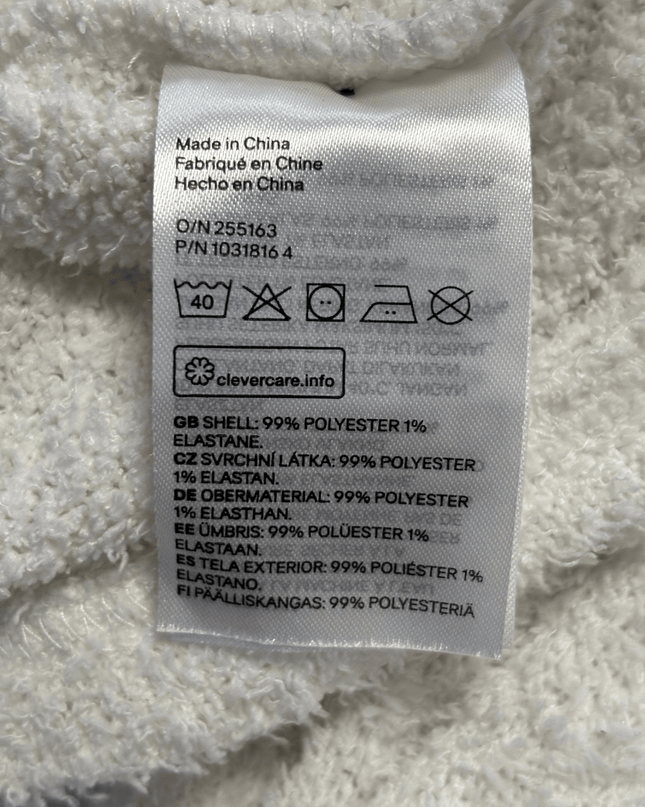 Made in China
Fabriqué en Chine
Hecho en China
O/N 255163
P/N 1031816 4
40
clevercare.info
GB SHELL: 99% POLYESTER 1%
ELASTANE.
CZ SVRCHNÍ LÁTKA: 99% POLYESTER
1% ELASTAN.
DE OBERMATERIAL: 99% POLYESTER
1% ELASTHAN.
EE ÜMBRIS: 99% POLÜESTER 1%
ELASTAAN.
ES TELA EXTERIOR: 99% POLIÉSTER 1%
ELASTANO.
FI PÄÄLLISKANGAS: 99% POLYESTERIÄ